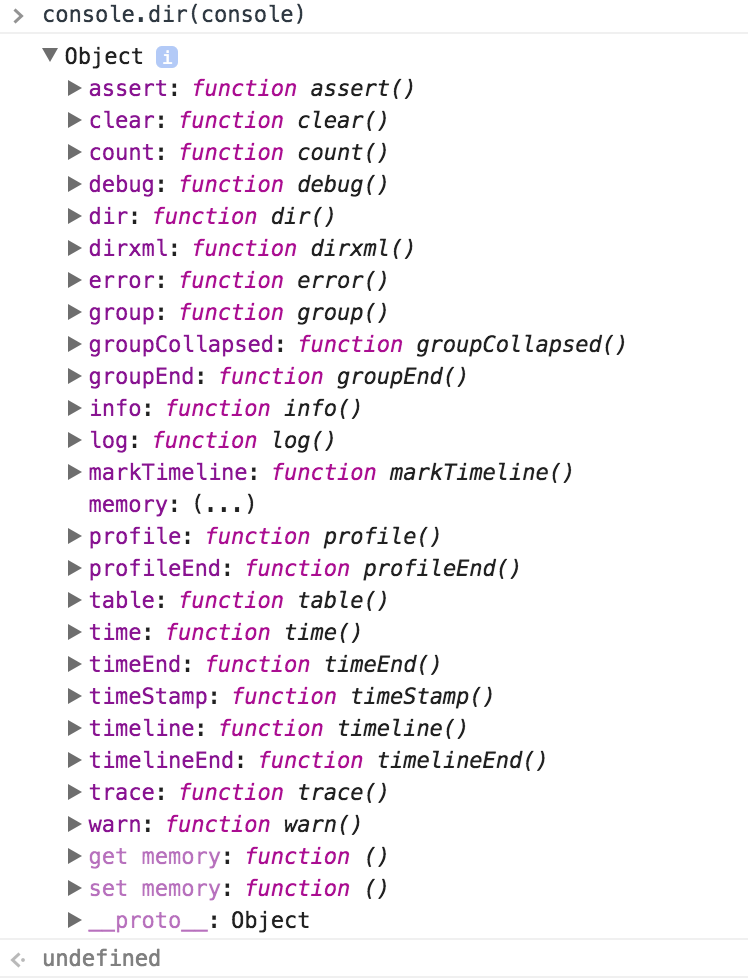 > console.dir(console)
▼ Object i
▶ assert: function assert()
▶ clear: function clear()
▶ count: function count()
▶ debug: function debug()
▶ dir: function dir()
▶ dirxml: function dirxml()
▶ error: function error()
▶ group: function group()
▶ groupCollapsed: function groupCollapsed()
▶ groupEnd: function groupEnd()
▶ info: function info()
▶ log: function log()
▶ markTimeline: function markTimeline()
memory: (...)
▶ profile: function profile()
▶ profileEnd: function profileEnd()
▶ table: function table()
▶ time: function time()
▶ timeEnd: function timeEnd()
▶ timeStamp: function timeStamp()
▶ timeline: function timeline()
▶ timelineEnd: function timelineEnd()
▶ trace: function trace()
▶ warn: function warn()
▶ get memory: function ()
▶ set memory: function ()
▶ __proto__: Object
<· undefined